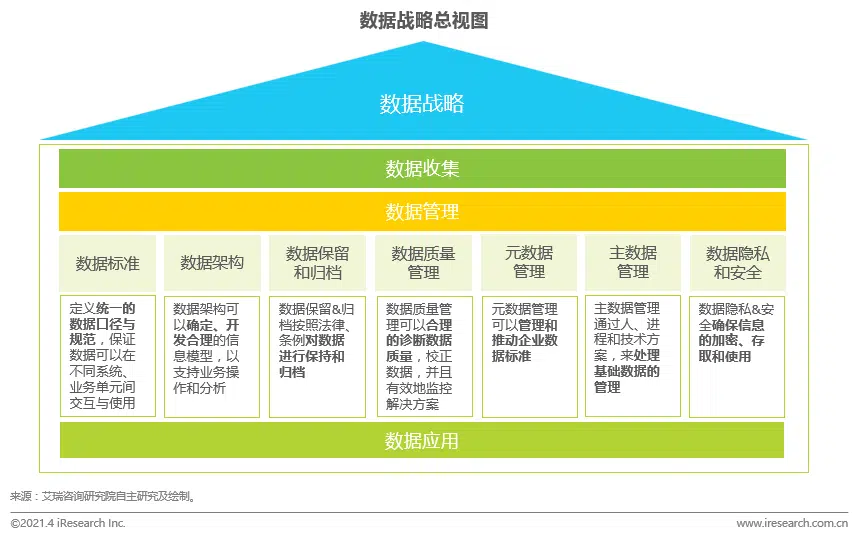 数据战略总视图
数据战略
数据收集
数据管理
数据标准
数据架构
数据保留
和归档
数据质量
管理
元数据
管理
主数据
管理
数据隐私
和安全
定义统一的
数据口径与
规范，保证
数据可以在
不同系统、
业务单元间
交互与使用
数据架构可
以确定、开
发合理的信
息模型，以
支持业务操
作和分析
数据保留&归
档按照法律、
条例对数据
进行保持和
归档
数据质量管
理可以合理
的诊断数据
质量，校正
数据，并且
有效地监控
解决方案
元数据管理
可以管理和
推动企业数
据标准
主数据管理
通过人、进
程和技术方
案，来处理
基础数据的
管理
数据隐私&安
全确保信息
的加密、存
取和使用
数据应用
来源：艾瑞咨询研究院自主研究及绘制。
©2021.4 iResearch Inc.
www.iresearch.com.cn